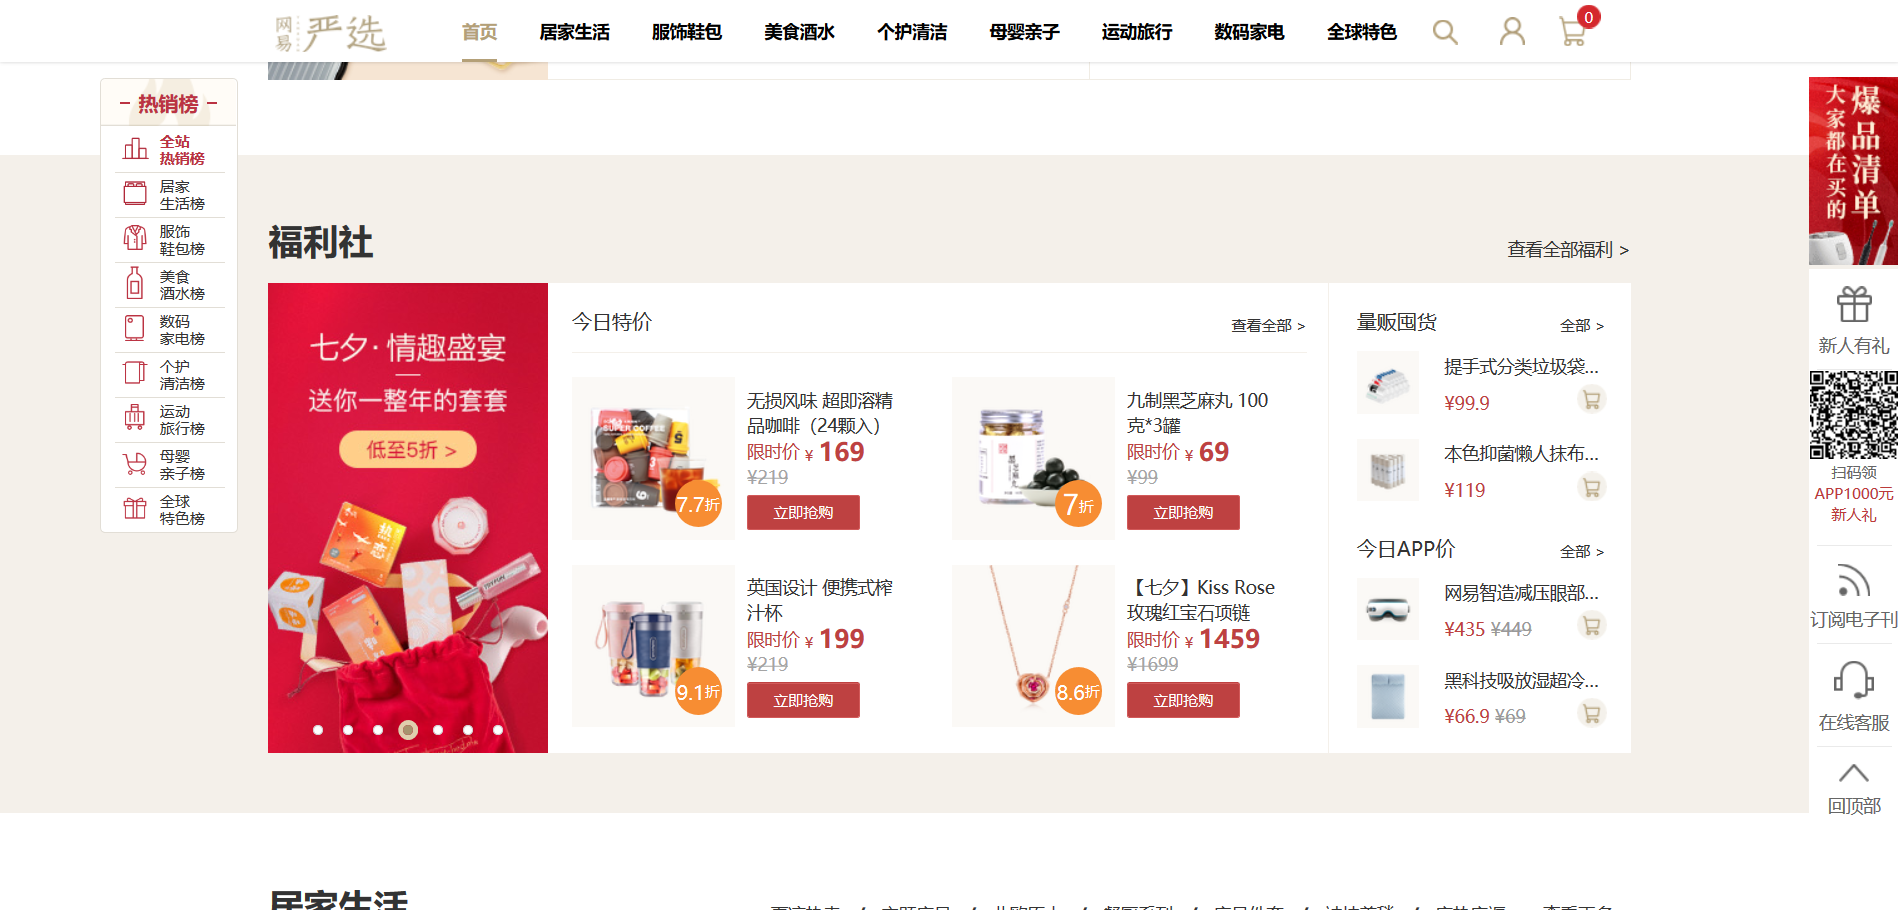 网易严选
首页 居家生活 服饰鞋包 美食酒水 个护清洁 母婴亲子 运动旅行 数码家电 全球特色
0
热销榜
全站
热销榜
居家
生活榜
服饰
鞋包榜
美食
酒水榜
数码
家电榜
个护
清洁榜
运动
旅行榜
母婴
亲子榜
全球
特色榜
福利社
查看全部福利 >
七夕·情趣盛宴
送你一整年的套套
低至5折 >
今日特价
查看全部 >
无损风味 超即溶精
品咖啡（24颗入）
限时价 ¥ 169
¥219
立即抢购
7.7折
九制黑芝麻丸 100
克*3罐
限时价 ¥ 69
¥99
立即抢购
7折
英国设计 便携式榨
汁杯
限时价 ¥ 199
¥219
立即抢购
9.1折
【七夕】Kiss Rose
玫瑰红宝石项链
限时价 ¥ 1459
¥1699
立即抢购
8.6折
量贩囤货
全部 >
提手式分类垃圾袋...
¥99.9
本色抑菌懒人抹布...
¥119
今日APP价
全部 >
网易智造减压眼部...
¥435 ¥449
黑科技吸放湿超冷...
¥66.9 ¥69
爆品清单
大家都在买的
新人有礼
扫码领
APP1000元
新人礼
订阅电子刊
在线客服
回顶部
居家生活